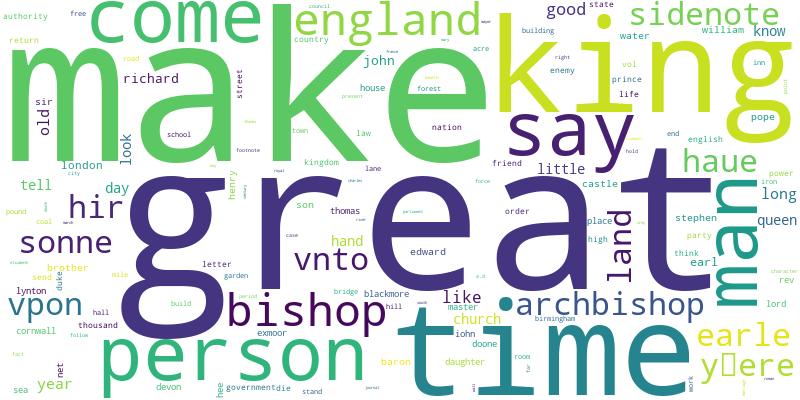 authority free come england good state sidenote
return country building water william know
make king great
john acre inn
road enemy right vol
richard house forest prince life
sir old street present
look school town law nation say pope
footnote english end hold
london kingdom friend little haue
city lane castle power
tell day henry son force iron long
hir thomas order place stephen man queen
pound coal hand land party
sonne case edward high think earl
letter vnto character
brother mile garden rev
send duke
lynton build period bridge blackmore like archbishop lord
vpon hall bishop hill master
thousand church birmingham
cornwall exmoor iohn time earle
follow person doone
fact baron daughter room y�ere
year net devon hee government die work
sea stand journal